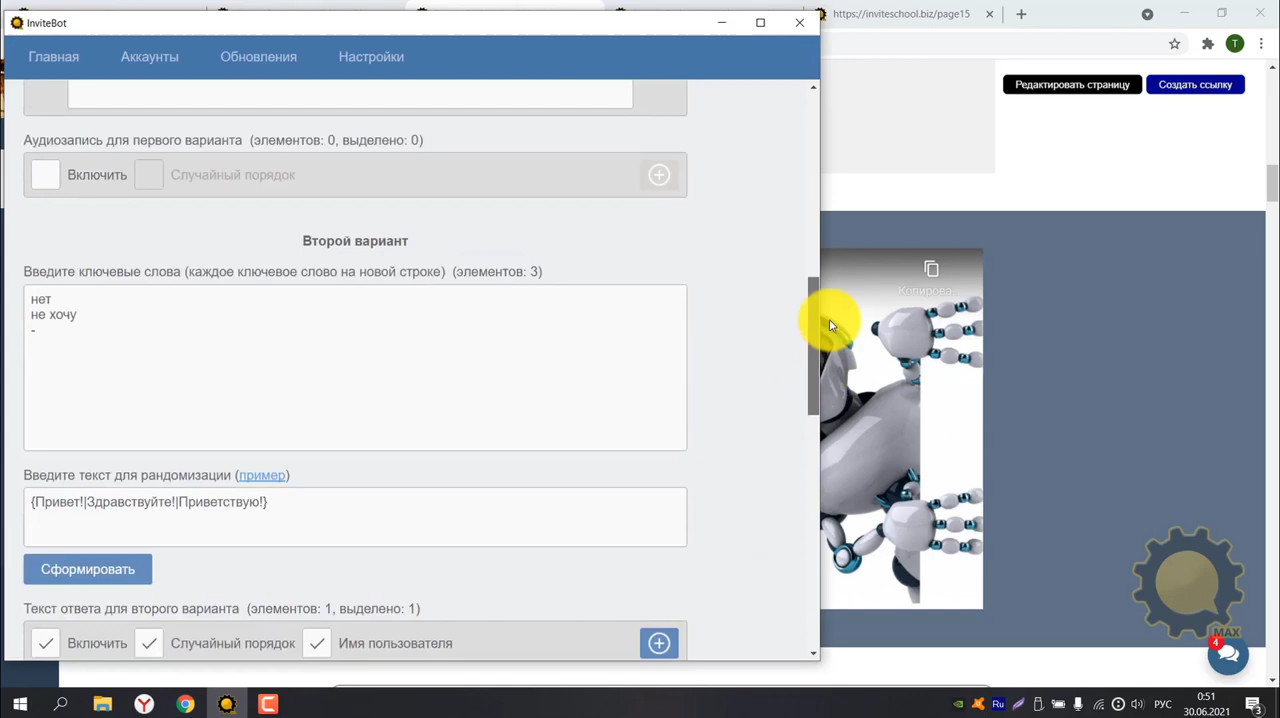 InviteBot
https://inviteschool.biz/page15
Главная
Аккаунты
Обновления
Настройки
T
Редактировать страницу
Создать ссылку
Аудиозапись для первого варианта (элементов: 0, выделено: 0)
Включить
Случайный порядок
Второй вариант
Введите ключевые слова (каждое ключевое слово на новой строке) (элементов: 3)
нет
не хочу
-
Копирова
Введите текст для рандомизации (пример)
{Привет!|Здравствуйте!|Приветствую!}
Сформировать
Текст ответа для второго варианта (элементов: 1, выделено: 1)
Включить
Случайный порядок
Имя пользователя
MAX
4
Ru
РУС
0:51
30.06.2021
3